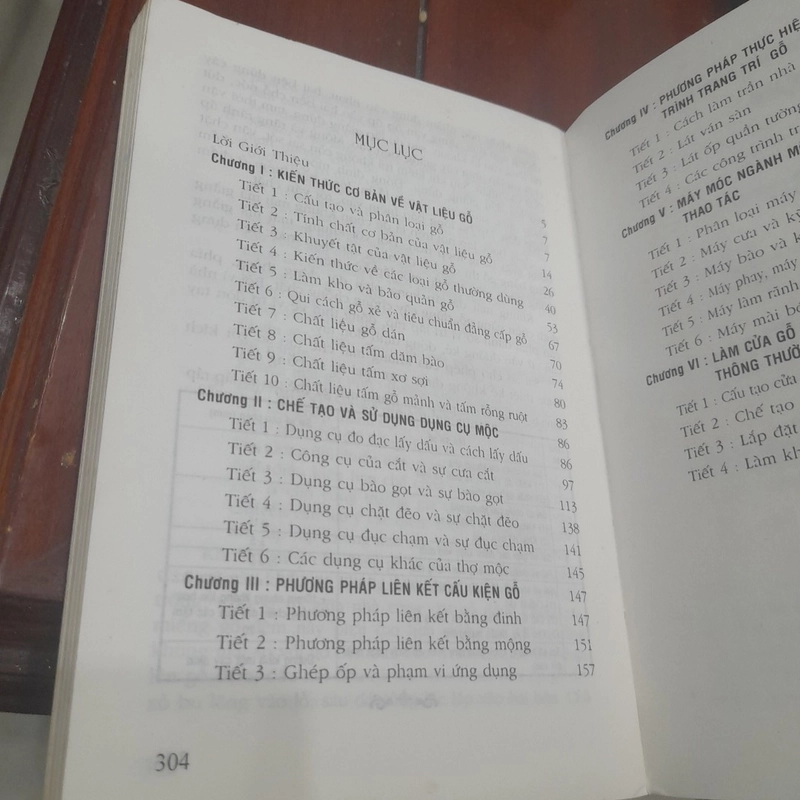 MỤC LỤC
Lời Giới Thiệu 5
Chương I : KIẾN THỨC CƠ BẢN VỀ VẬT LIỆU GỖ 7
Tiết 1 : Cấu tạo và phân loại gỗ 7
Tiết 2 : Tính chất cơ bản của vật liệu gỗ 14
Tiết 3 : Khuyết tật của vật liệu gỗ 26
Tiết 4 : Kiến thức về các loại gỗ thường dùng 40
Tiết 5 : Làm kho và bảo quản gỗ 53
Tiết 6 : Qui cách gỗ xẻ và tiêu chuẩn đẳng cấp gỗ 67
Tiết 7 : Chất liệu gỗ dán 70
Tiết 8 : Chất liệu tấm dăm bào 74
Tiết 9 : Chất liệu tấm xơ sợi 80
Tiết 10 : Chất liệu tấm gỗ mảnh và tấm rỗng ruột 83
Chương II : CHẾ TẠO VÀ SỬ DỤNG DỤNG CỤ MỘC 86
Tiết 1 : Dụng cụ đo đạc lấy dấu và cách lấy dấu 86
Tiết 2 : Công cụ của cắt và sự cưa cắt 97
Tiết 3 : Dụng cụ bào gọt và sự bào gọt 113
Tiết 4 : Dụng cụ chặt đẽo và sự chặt đẽo 138
Tiết 5 : Dụng cụ đục chạm và sự đục chạm 141
Tiết 6 : Các dụng cụ khác của thợ mộc 145
Chương III : PHƯƠNG PHÁP LIÊN KẾT CẤU KIỆN GỖ 147
Tiết 1 : Phương pháp liên kết bằng đinh 147
Tiết 2 : Phương pháp liên kết bằng mộng 151
Tiết 3 : Ghép ốp và phạm vi ứng dụng 157
304
Chương IV : PHƯƠNG PHÁP THỰC HIỆ
TRÌNH TRANG TRÍ GỖ
Tiết 1 : Cách làm trần nhà
Tiết 2 : Lát ván sàn
Tiết 3 : Lát ốp quần tường
Tiết 4 : Các công trình tr
Chương V : MÁY MÓC NGÀNH M
THAO TÁC
Tiết 1 : Phân loại máy
Tiết 2 : Máy cưa và kỹ
Tiết 3 : Máy bào và k
Tiết 4 : Máy phay, máy
Tiết 5 : Máy làm rãnh
Tiết 6 : Máy mài bó
Chương VI : LÀM CỬA GỖ
THÔNG THƯỜ
Tiết 1 : Cấu tạo cửa
Tiết 2 : Chế tạo
Tiết 3 : Lắp đặt
Tiết 4 : Làm kh